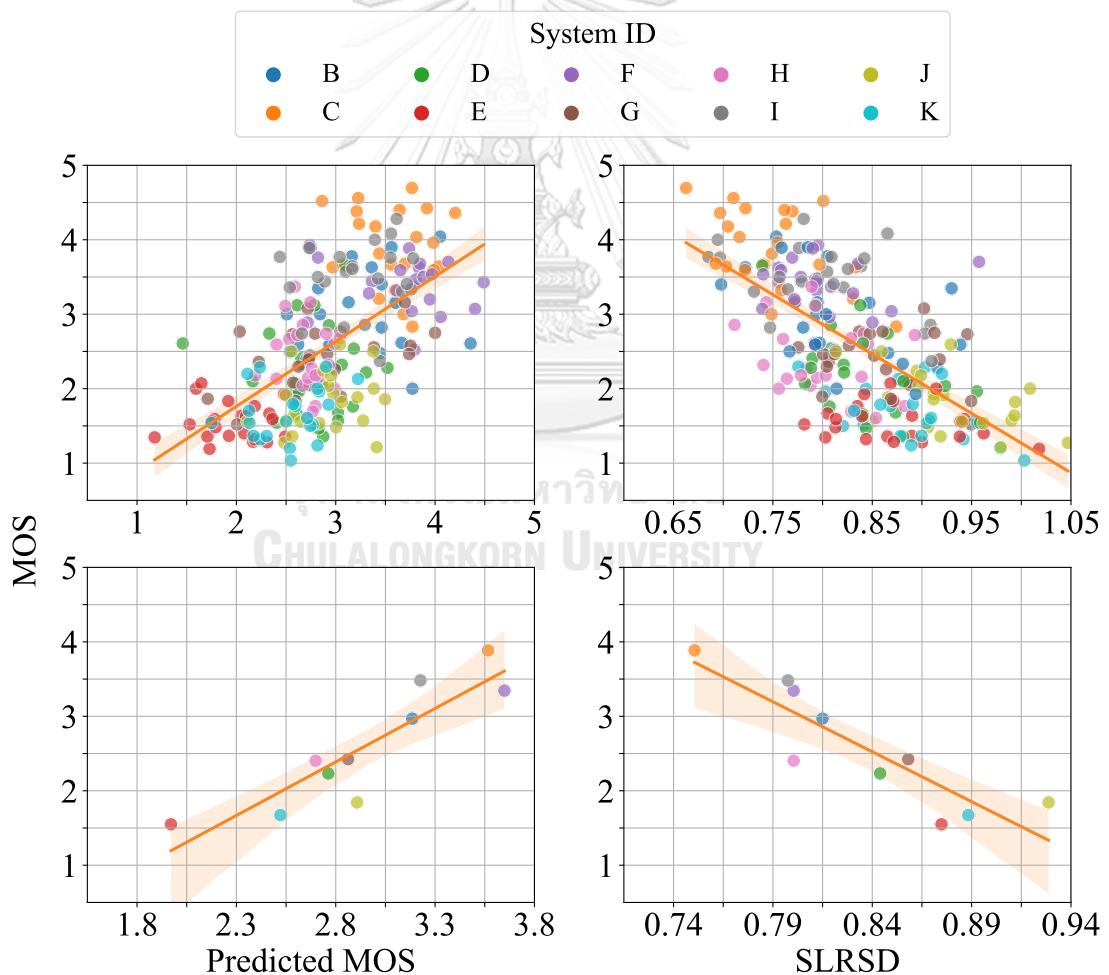 System ID
B D F H J
C E G I K
5
4
3
2
1
1 2 3 4 5
5
4
3
2
1
0.65 0.75 0.85 0.95 1.05
MOS
CHULALONGKORN UNIVERSITY
5
4
3
2
1
1.8 2.3 2.8 3.3 3.8
Predicted MOS
5
4
3
2
1
0.74 0.79 0.84 0.89 0.94
SLRSD